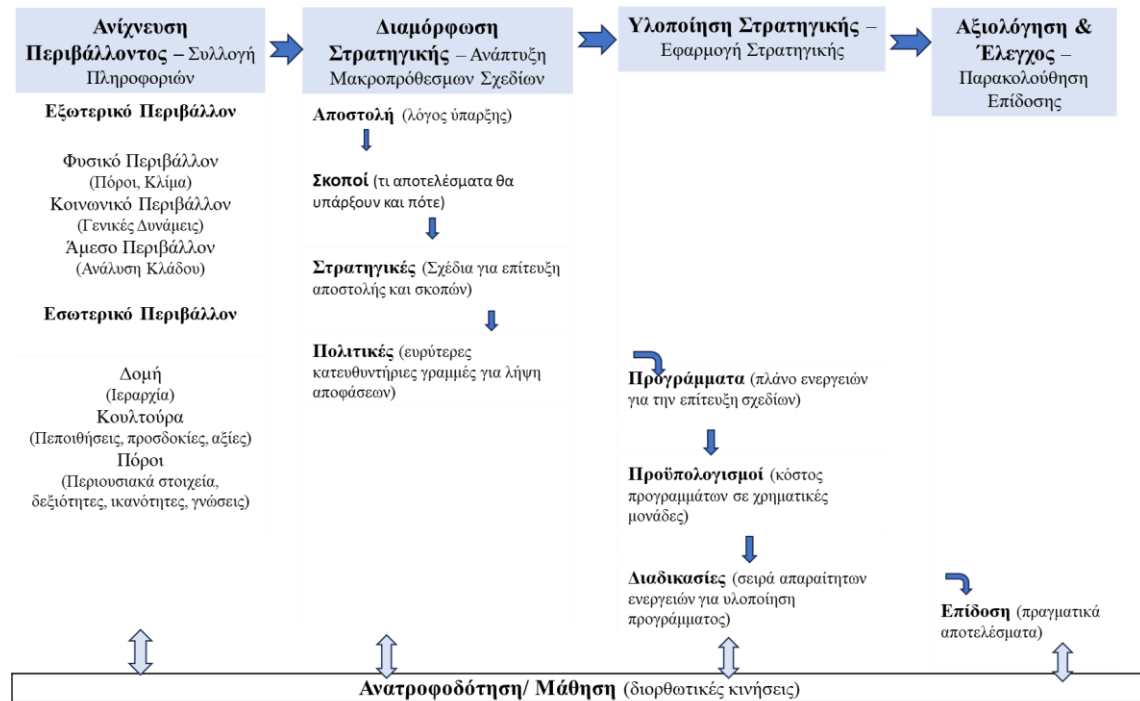 Ανίχνευση
Περιβάλλοντος – Συλλογή
Πληροφοριών
Εξωτερικό Περιβάλλον
Φυσικό Περιβάλλον
(Πόροι, Κλίμα)
Κοινωνικό Περιβάλλον
(Γενικές Δυνάμεις)
Άμεσο Περιβάλλον
(Ανάλυση Κλάδου)
Εσωτερικό Περιβάλλον
Δομή
(Ιεραρχία)
Κουλτούρα
(Πεποιθήσεις, προσδοκίες, αξίες)
Πόροι
(Περιουσιακά στοιχεία,
δεξιότητες, ικανότητες, γνώσεις)
Διαμόρφωση
Στρατηγικής – Ανάπτυξη
Μακροπρόθεσμων Σχεδίων
Αποστολή (λόγος ύπαρξης)
Σκοποί (τι αποτελέσματα θα
υπάρξουν και πότε)
Στρατηγικές (Σχέδια για επίτευξη
αποστολής και σκοπών)
Πολιτικές (ευρύτερες
κατευθυντήριες γραμμές για λήψη
αποφάσεων)
Υλοποίηση Στρατηγικής –
Εφαρμογή Στρατηγικής
Προγράμματα (πλάνο ενεργειών
για την επίτευξη σχεδίων)
Προϋπολογισμοί (κόστος
προγραμμάτων σε χρηματικές
μονάδες)
Διαδικασίες (σειρά απαραίτητων
ενεργειών για υλοποίηση
προγράμματος)
Αξιολόγηση &
Έλεγχος –
Παρακολούθηση
Επίδοσης
Επίδοση (πραγματικά
αποτελέσματα)
Ανατροφοδότηση/ Μάθηση (διορθωτικές κινήσεις)